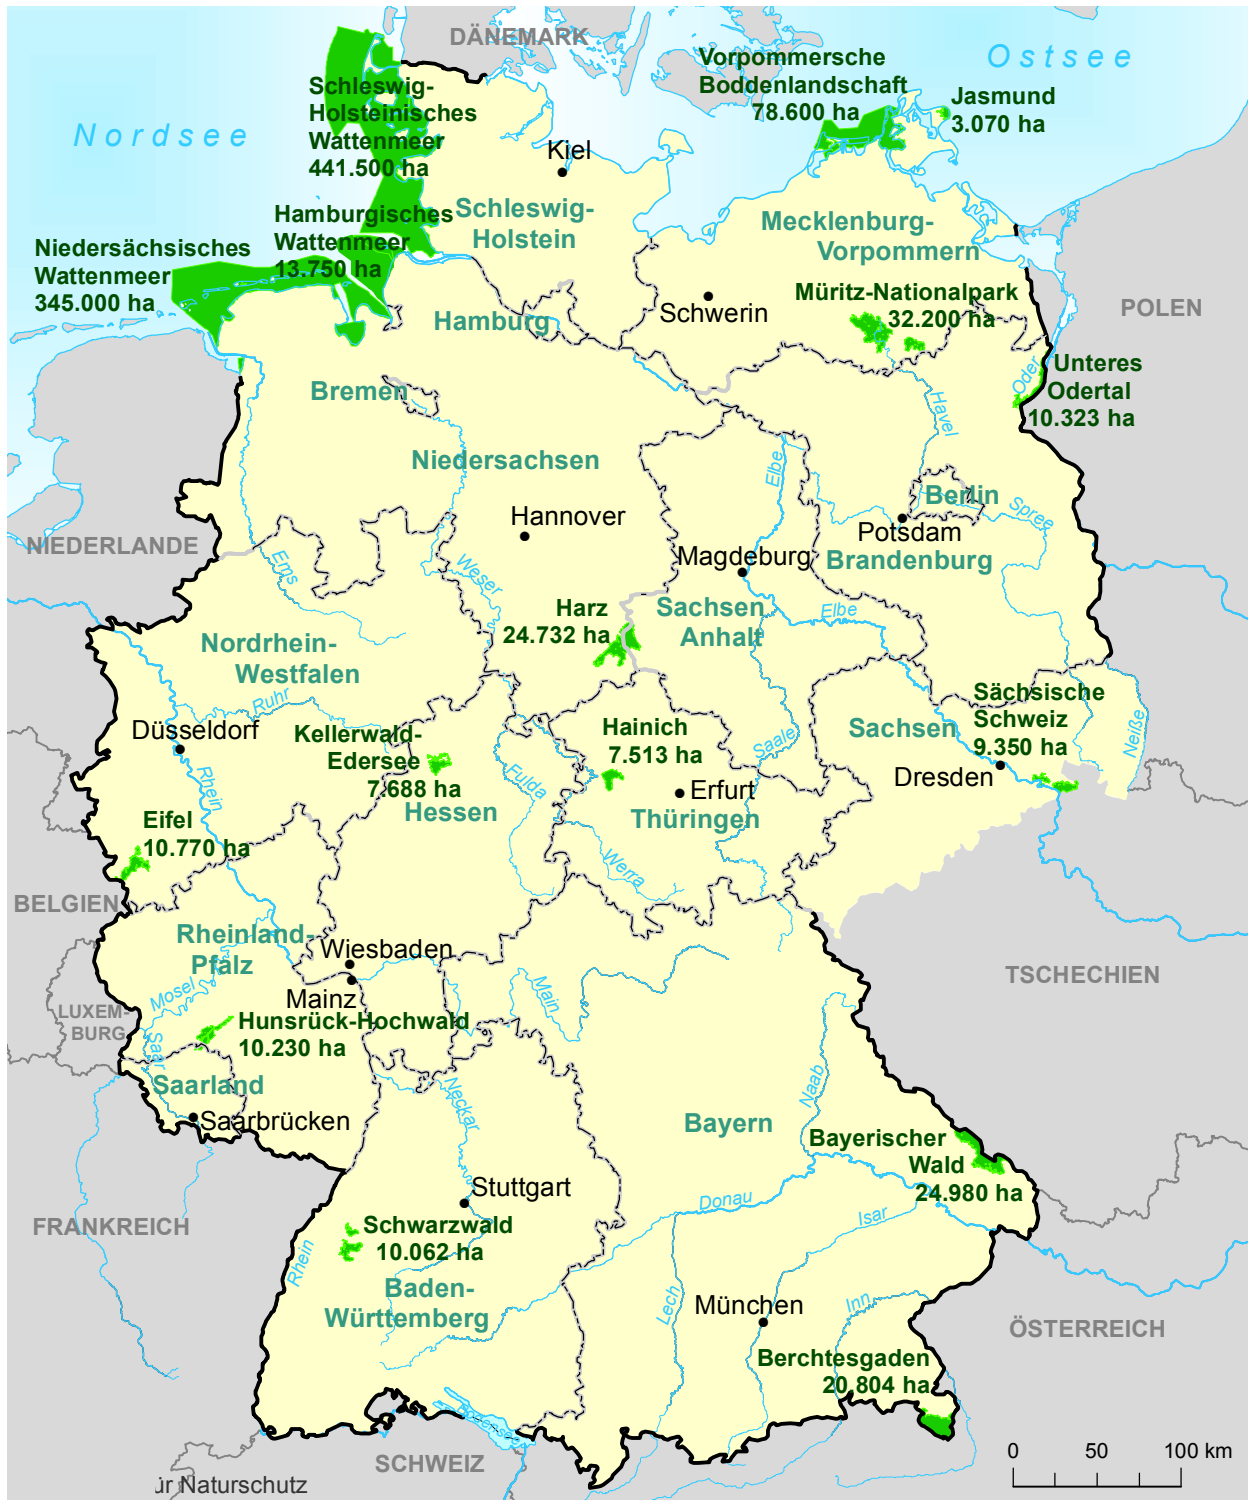 DÄNEMARK
Ostsee
Nordsee
Schleswig-
Holsteinisches
Wattenmeer
441.500 ha
Vorpommersche
Boddenlandschaft
78.600 ha
Jasmund
3.070 ha
Kiel
Hamburgisches
Wattenmeer
13.750 ha
Schleswig-
Holstein
Mecklenburg-
Vorpommern
Niedersächsisches
Wattenmeer
345.000 ha
Schwerin
Müritz-Nationalpark
32.200 ha
POLEN
Hamburg
Unteres
Odertal
10.323 ha
Oder
Bremen
Havel
Niedersachsen
Elbe
Berlin
Spree
Hannover
Potsdam
NIEDERLANDE
Ems
Weser
Magdeburg
Brandenburg
Harz
24.732 ha
Sachsen
Anhalt
Elbe
Nordrhein-
Westfalen
Ruhr
Sächsische
Schweiz
9.350 ha
Düsseldorf
Kellerwald-
Edersee
7.688 ha
Hainich
7.513 ha
Saale
Sachsen
Neiße
Rhein
Fulda
Erfurt
Dresden
Hessen
Thüringen
Eifel
10.770 ha
Werra
BELGIEN
Rheinland-
Pfalz
Wiesbaden
Mosel
Mainz
Main
TSCHECHIEN
LUXEM-
BURG
Hunsrück-Hochwald
10.230 ha
Saar
Saarland
Saarbrücken
Neckar
Naab
Bayern
Bayerischer
Wald
24.980 ha
Stuttgart
Donau
Isar
FRANKREICH
Schwarzwald
10.062 ha
Rhein
Baden-
Württemberg
Lech
München
Inn
ÖSTERREICH
Berchtesgaden
20.804 ha
Bodensee
SCHWEIZ
0 50 100 km
ür Naturschutz